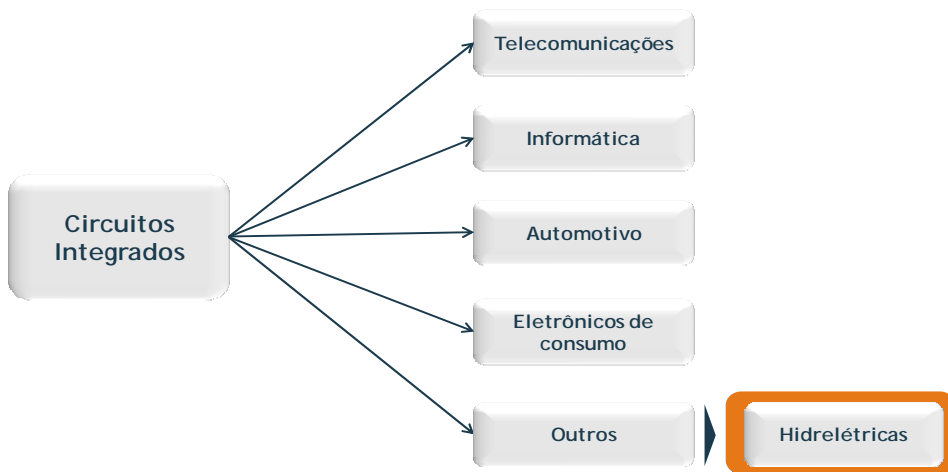 Telecomunicações
Informática
Circuitos
Integrados
Automotivo
Eletrônicos de
consumo
Outros
Hidrelétricas